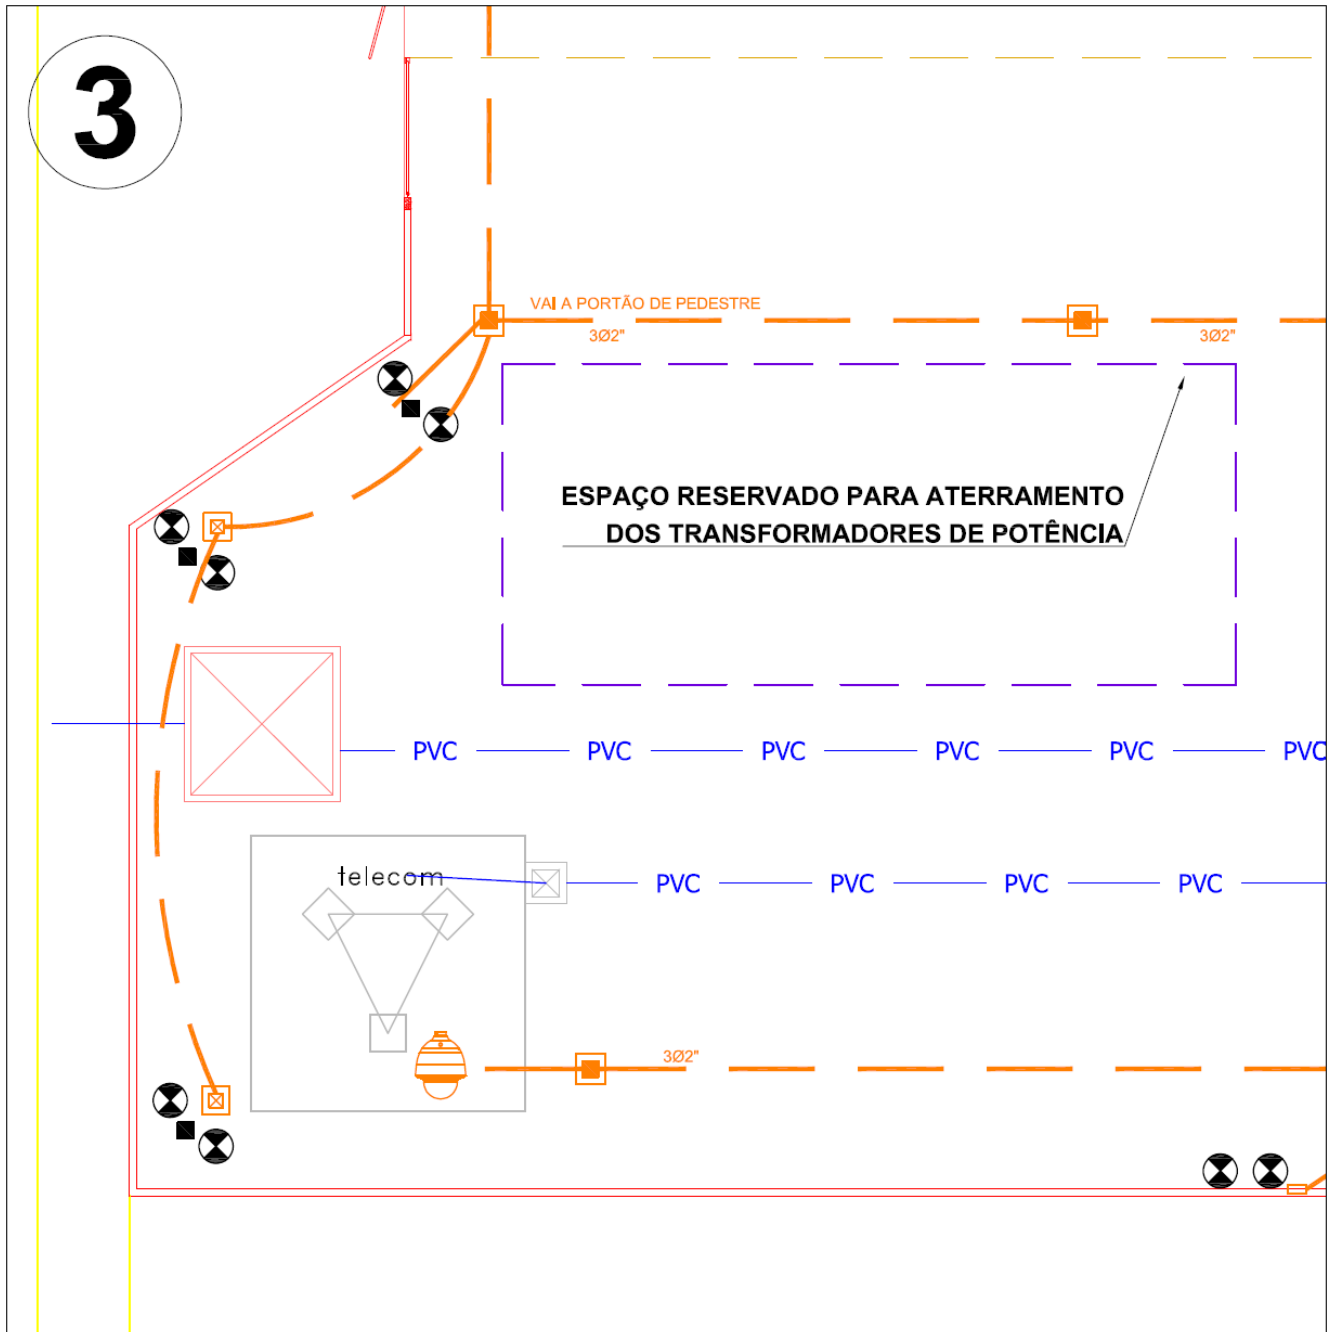 3
VAI A PORTÃO DE PEDESTRE
3Ø2" 3Ø2"
ESPAÇO RESERVADO PARA ATERRAMENTO
DOS TRANSFORMADORES DE POTÊNCIA
PVC PVC PVC PVC PVC PVC
telecom
PVC PVC PVC PVC
3Ø2"